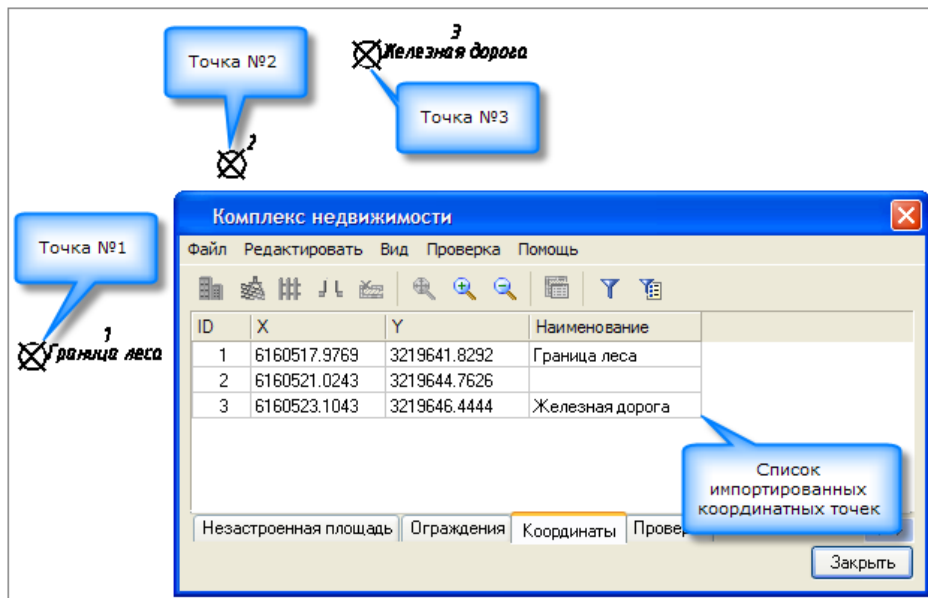 3
Железная дорога
Точка №2
Точка №3
2
Точка №1
1
Граница леса
Комплекс недвижимости
Файл Редактировать Вид Проверка Помощь
ID X Y Наименование
1 6160517.9769 3219641.8292 Граница леса
2 6160521.0243 3219644.7626
3 6160523.1043 3219646.4444 Железная дорога
Список
импортированных
координатных точек
Незастроенная площадь Ограждения Координаты
Закрыть